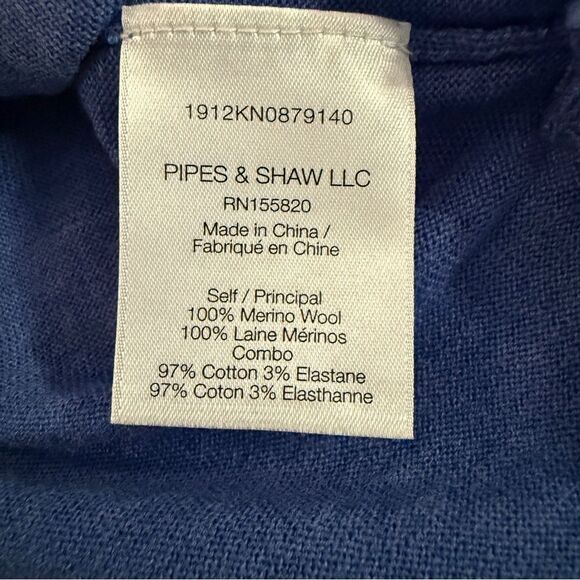 1912KN0879140
PIPES & SHAW LLC
RN155820
Made in China /
Fabriqué en Chine
Self / Principal
100% Merino Wool
100% Laine Mérinos
Combo
97% Cotton 3% Elastane
97% Coton 3% Elasthanne